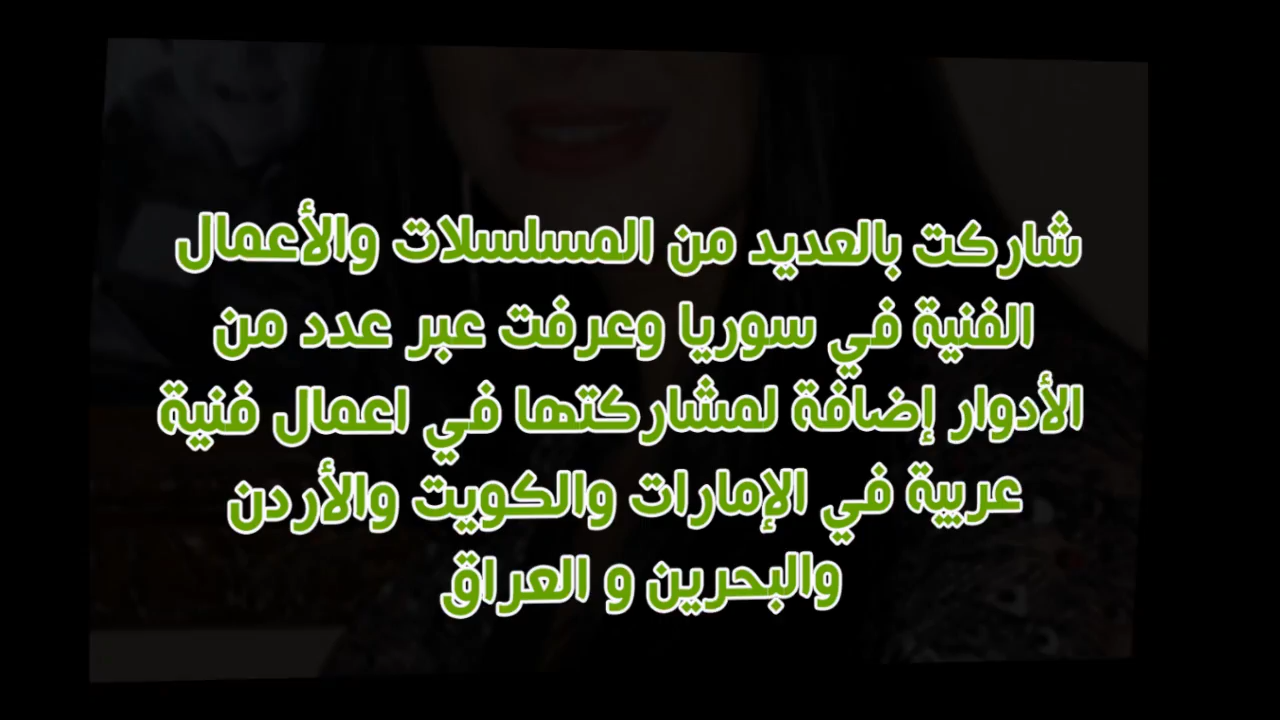 شاركت بالعديد من المسلسلات والأعمال
الفنية في سوريا وعرفت عبر عدد من
الأدوار إضافة لمشاركتها في اعمال فنية
عربية في الإمارات والكويت والأردن
والبحرين و العراق